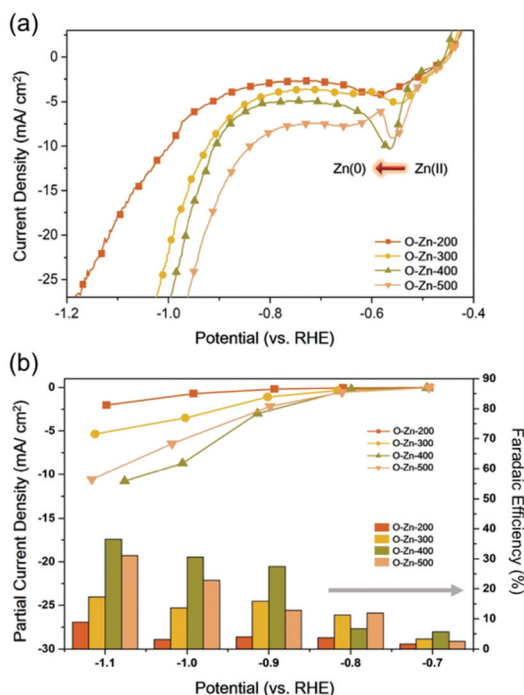 (a)
Current Density (mA/ cm²)
0
-5
-10
-15
-20
-25
Zn(0)
Zn(II)
O-Zn-200
O-Zn-300
O-Zn-400
O-Zn-500
-1.2
-1.0
-0.8
-0.6
-0.4
Potential (vs. RHE)
(b)
Partial Current Density (mA/ cm²)
0
-5
-10
-15
-20
-25
-30
O-Zn-200
O-Zn-300
O-Zn-400
O-Zn-500
O-Zn-200
O-Zn-300
O-Zn-400
O-Zn-500
90
80
70
60
50
40
30
20
10
0
Faradaic Efficiency (%)
-1.1
-1.0
-0.9
-0.8
-0.7
Potential (vs. RHE)